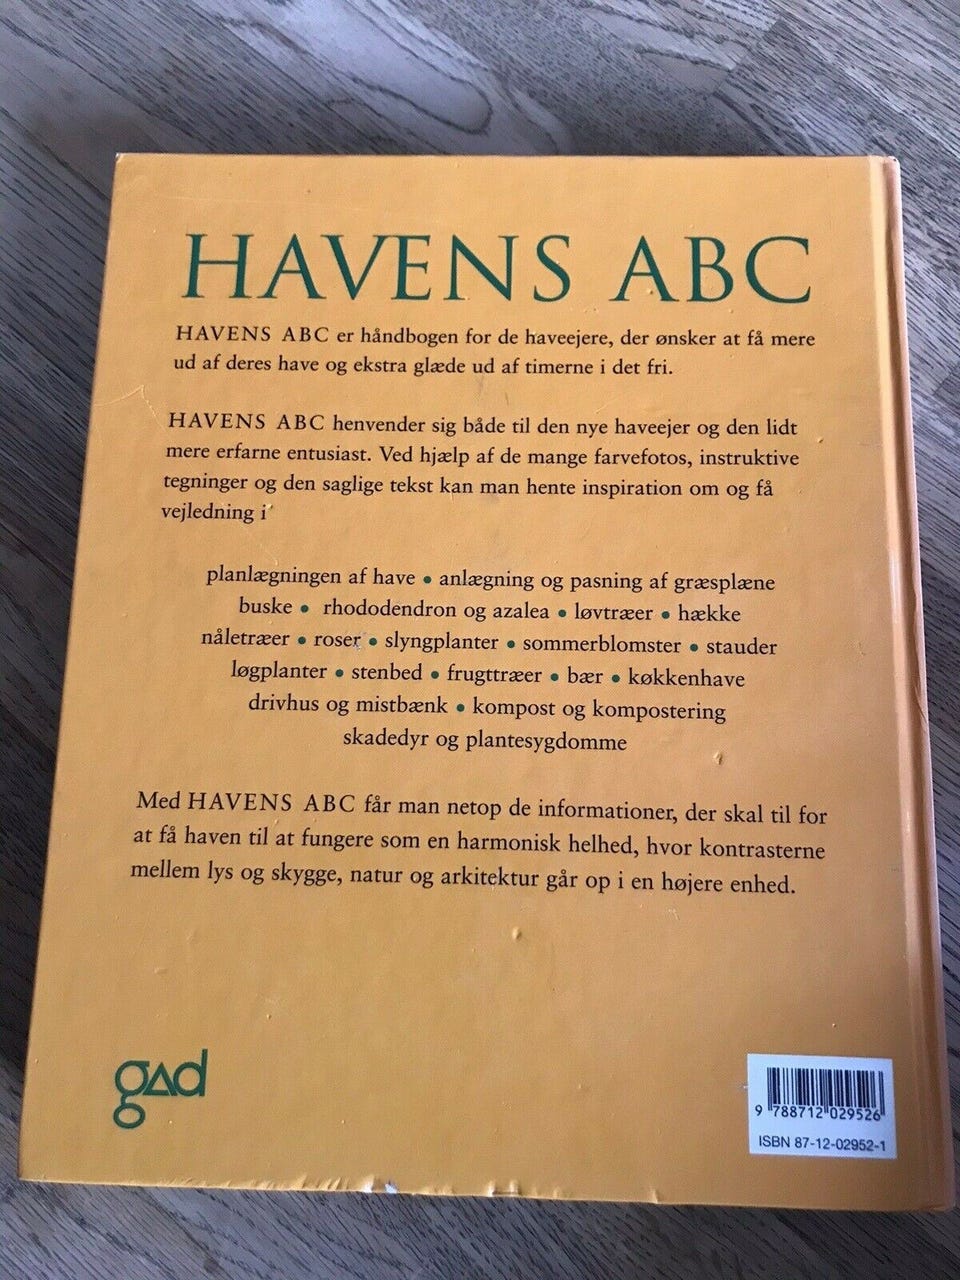 HAVENS ABC
HAVENS ABC er håndbogen for de haveejere, der ønsker at få mere
ud af deres have og ekstra glæde ud af timerne i det fri.
HAVENS ABC henvender sig både til den nye haveejer og den lidt
mere erfarne entusiast. Ved hjælp af de mange farvefotos, instruktive
tegninger og den saglige tekst kan man hente inspiration om og få
vejledning i
planlægningen af have • anlægning og pasning af græsplæne
buske • rhododendron og azalea • løvtræer • hække
nåletræer • roser • slyngplanter • sommerblomster • stauder
løgplanter • stenbed • frugttræer • bær • køkkenhave
drivhus og mistbænk • kompost og kompostering
skadedyr og plantesygdomme
Med HAVENS ABC får man netop de informationer, der skal til for
at få haven til at fungere som en harmonisk helhed, hvor kontrasterne
mellem lys og skygge, natur og arkitektur går op i en højere enhed.
gad
9 788712 029526
ISBN 87-12-02952-1